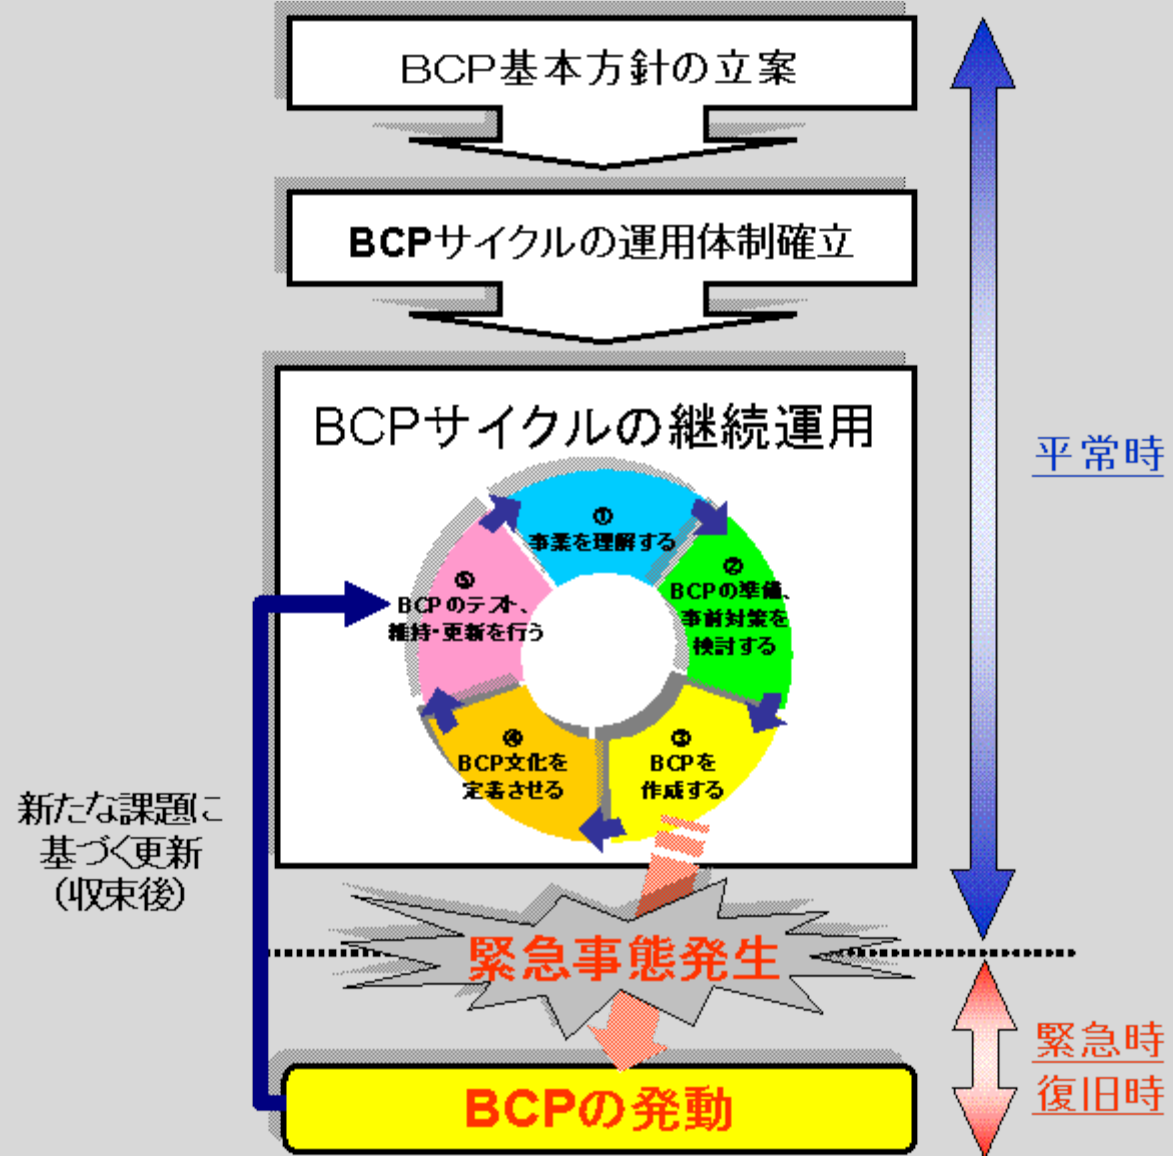 BCP基本方針の立案
BCPサイクルの運用体制確立
BCPサイクルの継続運用
平常時
①
事業を理解する
②
BCPの準備、
事前対策を
検討する
③
BCPを
作成する
④
BCP文化を
定着させる
⑤
BCPのテスト、
維持・更新を行う
新たな課題に
基づく更新
(収束後)
緊急事態発生
緊急時
復旧時
BCPの発動